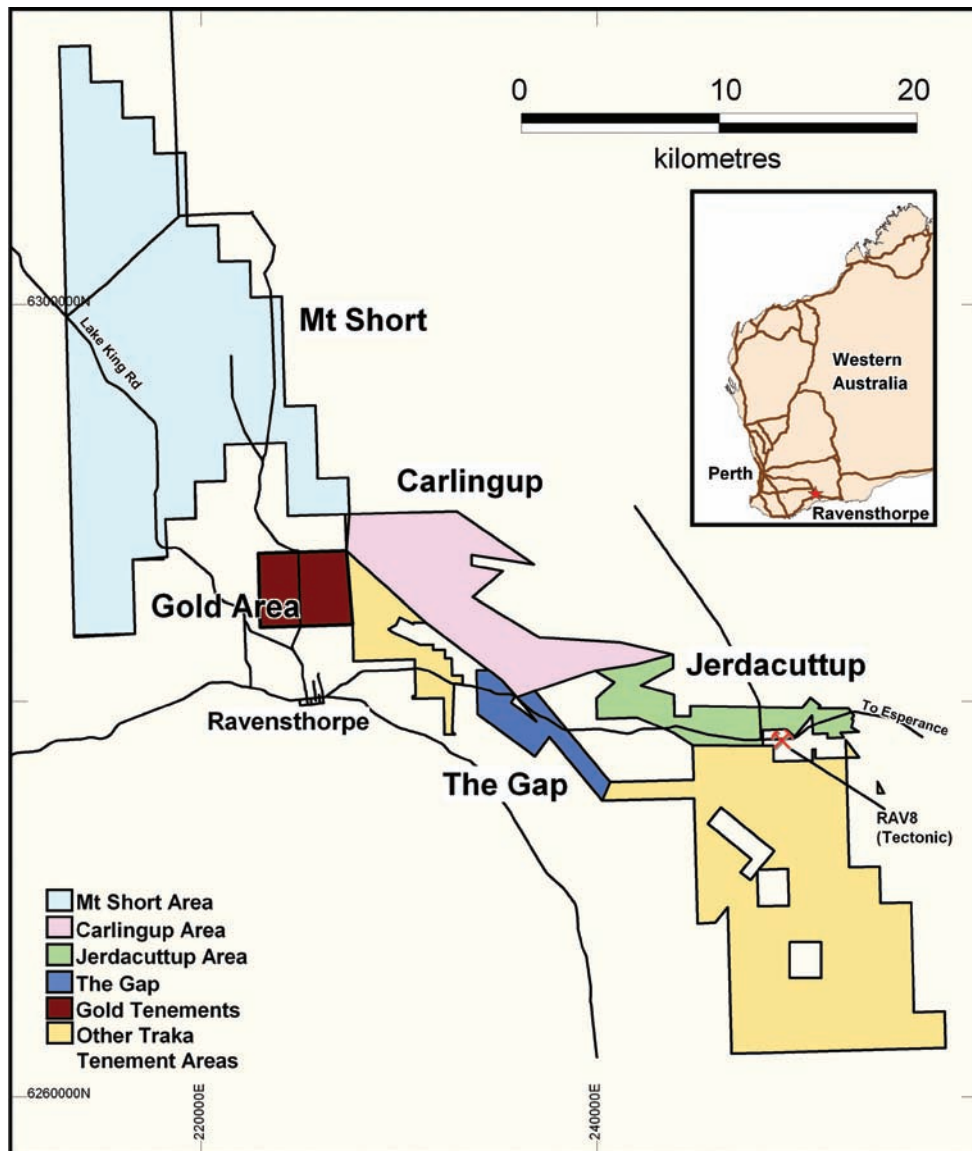 0 10 20
kilometres
6300000N
Lake King Rd
Mt Short
Western
Australia
Perth
Ravensthorpe
Carlingup
Gold Area
Jerdacuttup
Ravensthorpe
To Esperance
The Gap
RAV8
(Tectonic)
Mt Short Area
Carlingup Area
Jerdacuttup Area
The Gap
Gold Tenements
Other Traka
Tenement Areas
6260000N
220000E
240000E